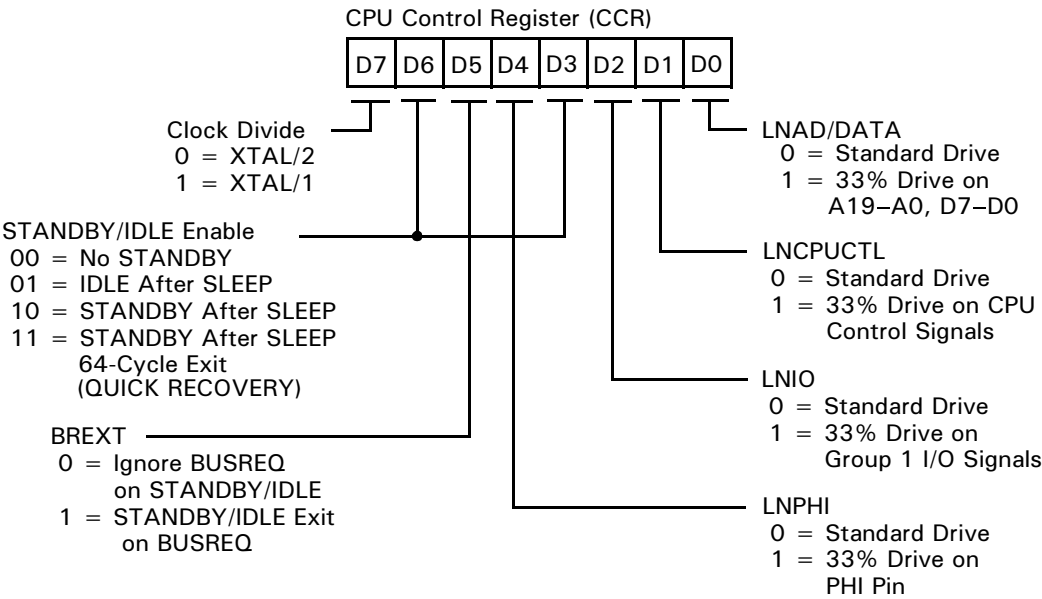 CPU Control Register (CCR)
D7 D6 D5 D4 D3 D2 D1 D0
Clock Divide
0 = XTAL/2
1 = XTAL/1
STANDBY/IDLE Enable
00 = No STANDBY
01 = IDLE After SLEEP
10 = STANDBY After SLEEP
11 = STANDBY After SLEEP
64-Cycle Exit
(QUICK RECOVERY)
BREXT
0 = Ignore BUSREQ
on STANDBY/IDLE
1 = STANDBY/IDLE Exit
on BUSREQ
LNAD/DATA
0 = Standard Drive
1 = 33% Drive on
A19–A0, D7–D0
LNCPUCTL
0 = Standard Drive
1 = 33% Drive on CPU
Control Signals
LNIO
0 = Standard Drive
1 = 33% Drive on
Group 1 I/O Signals
LNPHI
0 = Standard Drive
1 = 33% Drive on
PHI Pin